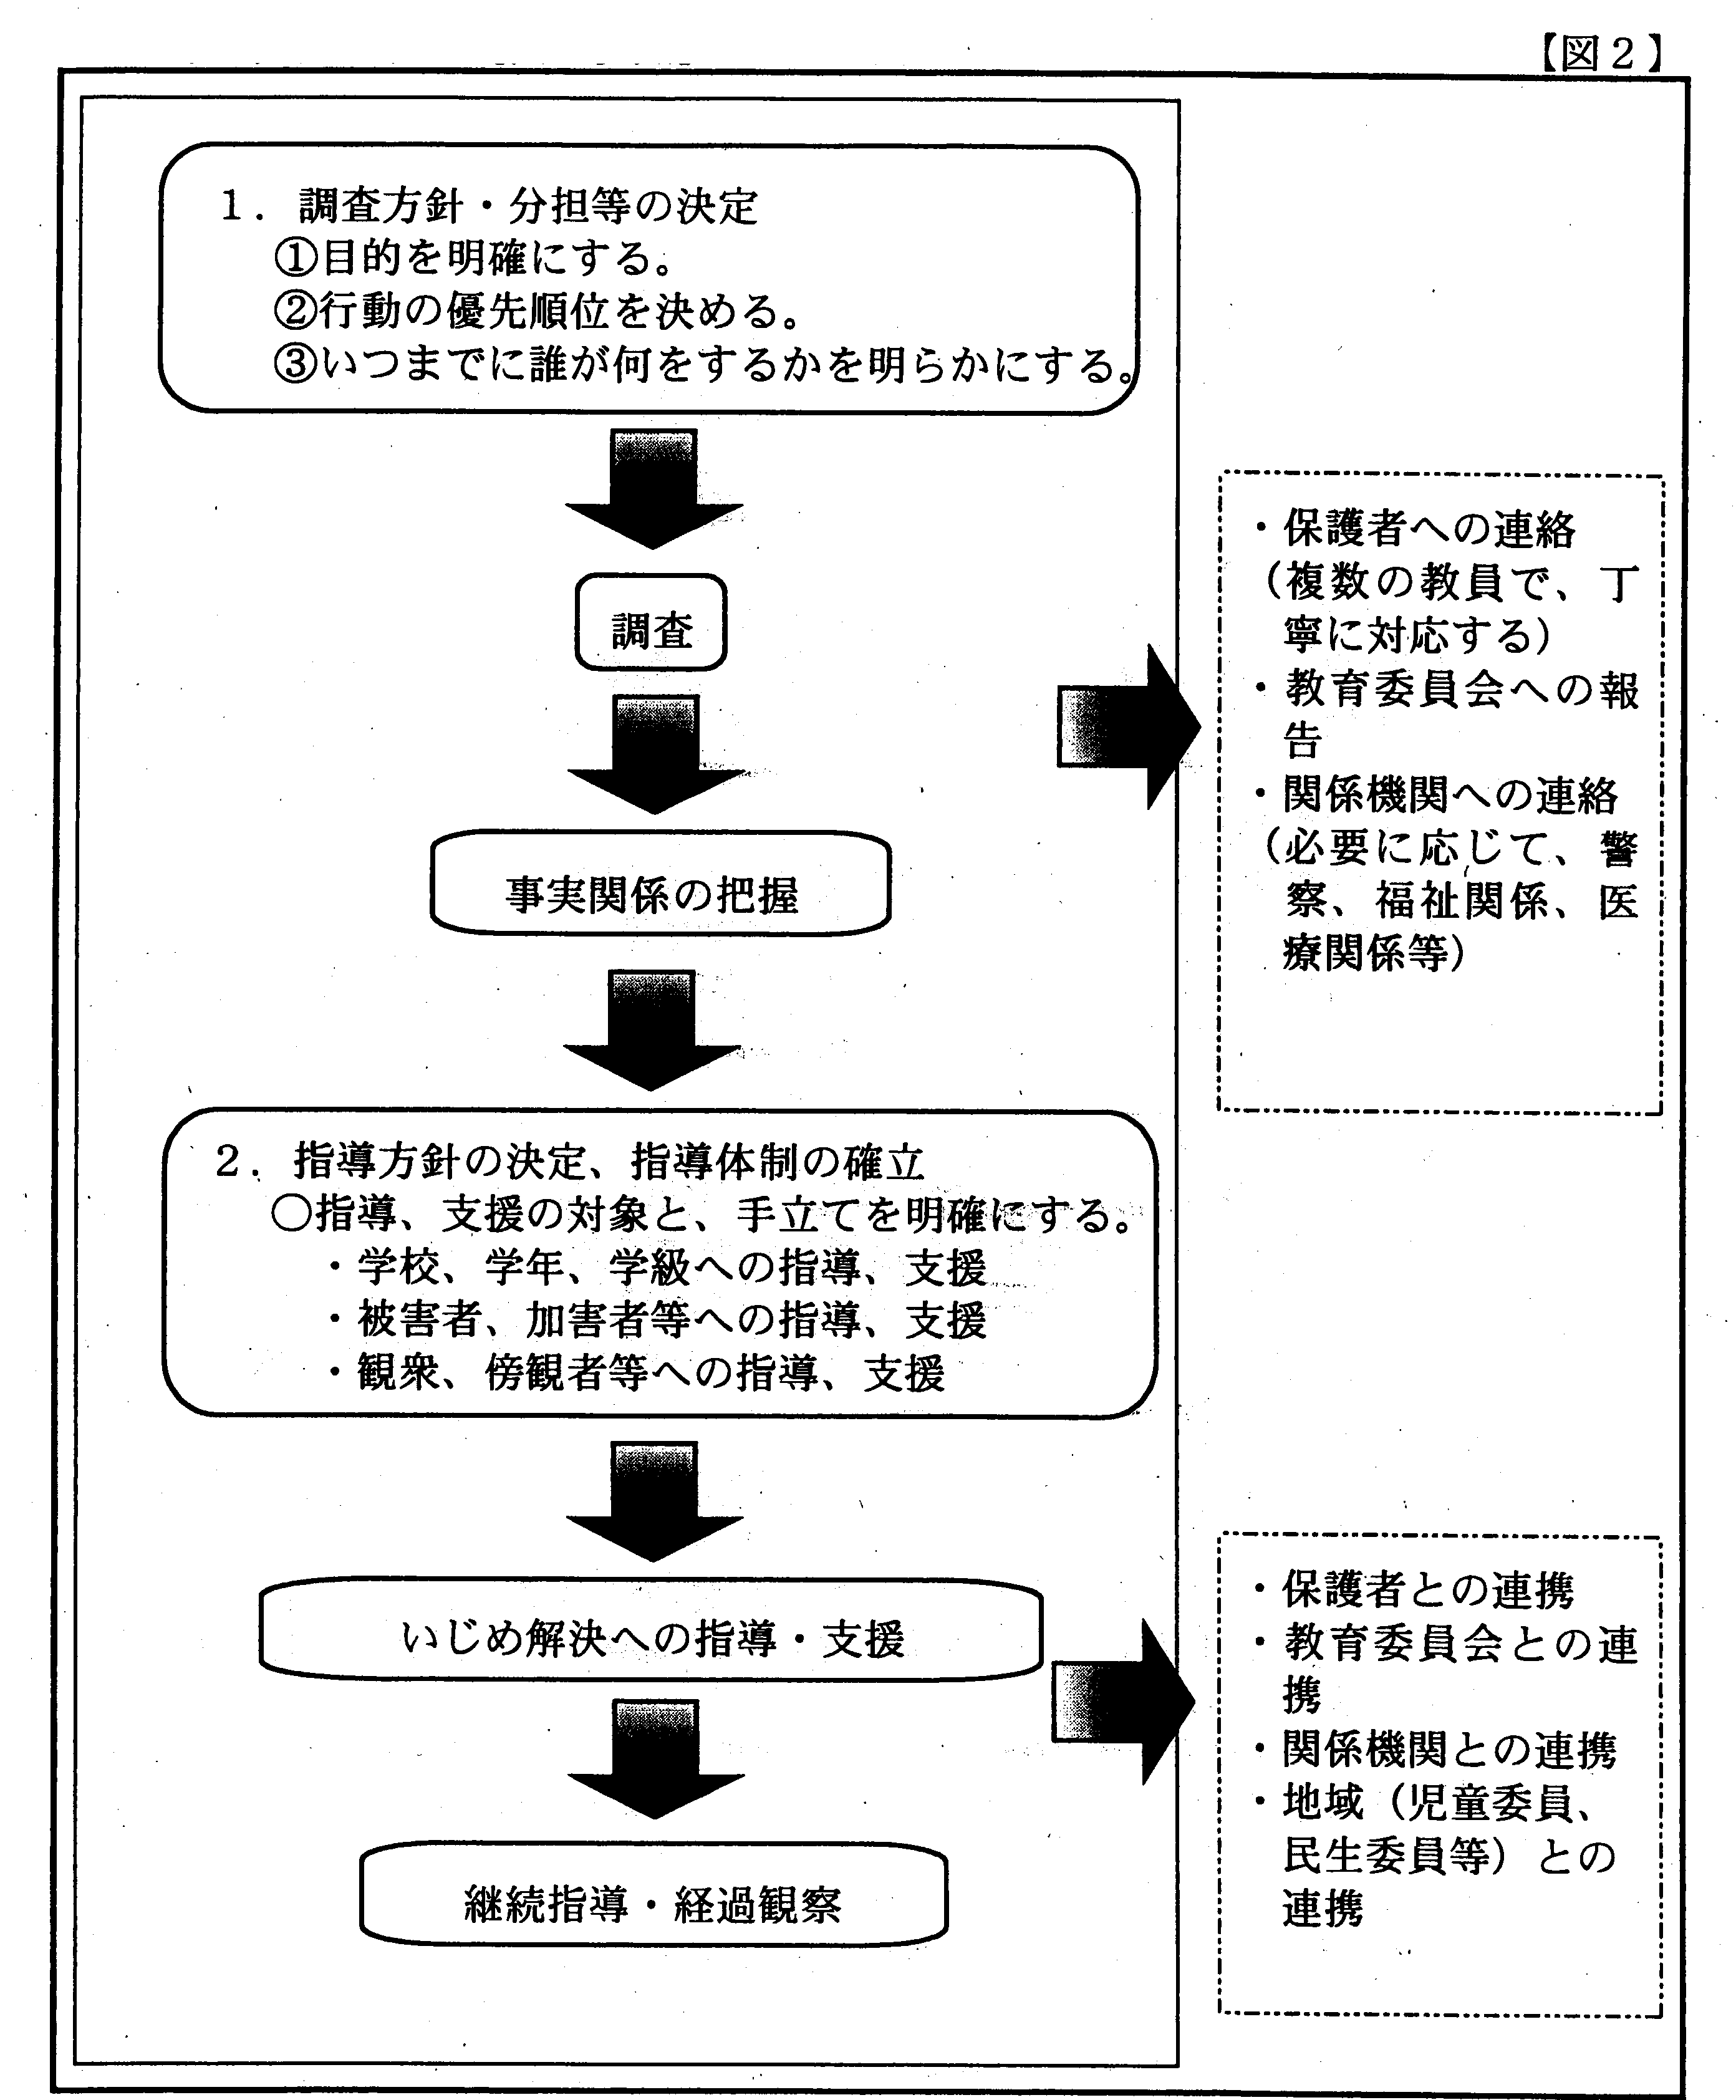 【図２】
１．調査方針・分担等の決定
①目的を明確にする。
②行動の優先順位を決める。
③いつまでに誰が何をするかを明らかにする。
調査
事実関係の把握
・保護者への連絡
（複数の教員で、丁
寧に対応する）
・教育委員会への報
告
・関係機関への連絡
（必要に応じて、警
察、福祉関係、医
療関係等）
２．指導方針の決定、指導体制の確立
○指導、支援の対象と、手立てを明確にする。
・学校、学年、学級への指導、支援
・被害者、加害者等への指導、支援
・観衆、傍観者等への指導、支援
いじめ解決への指導・支援
継続指導・経過観察
・保護者との連携
・教育委員会との連
携
・関係機関との連携
・地域（児童委員、
民生委員等）との
連携